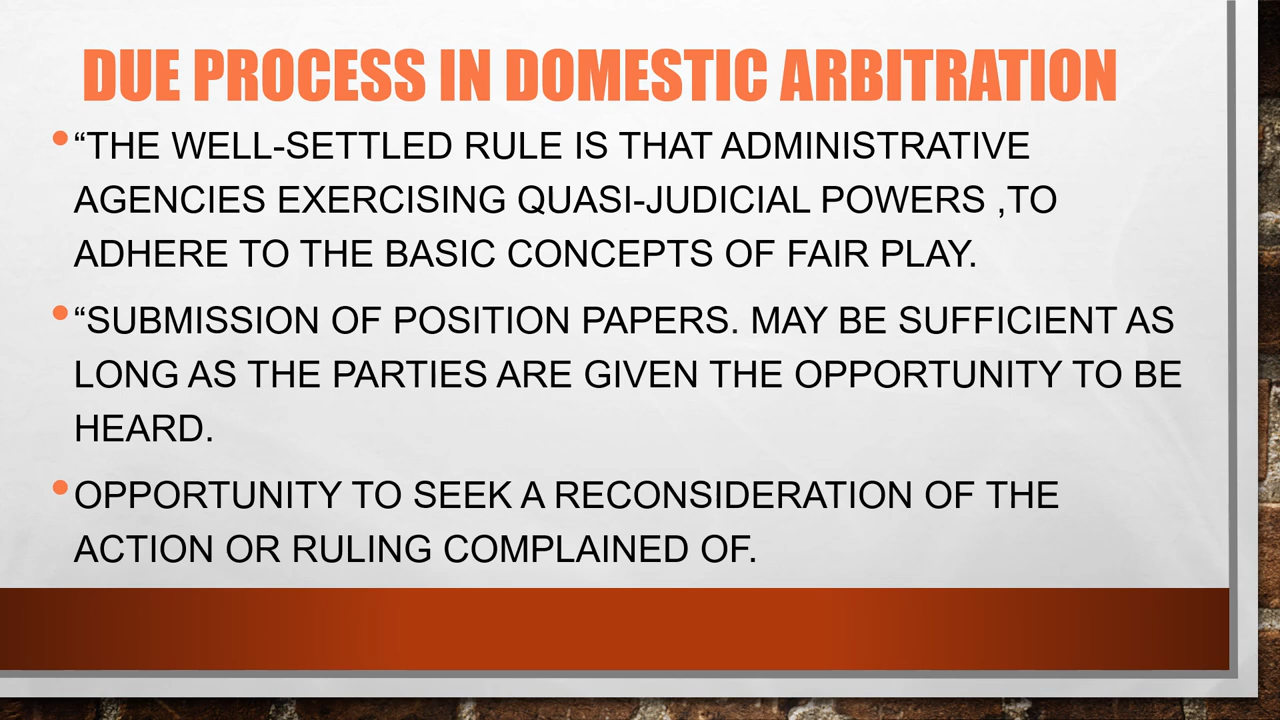 DUE PROCESS IN DOMESTIC ARBITRATION
•“THE WELL-SETTLED RULE IS THAT ADMINISTRATIVE
AGENCIES EXERCISING QUASI-JUDICIAL POWERS ,TO
ADHERE TO THE BASIC CONCEPTS OF FAIR PLAY.
•“SUBMISSION OF POSITION PAPERS. MAY BE SUFFICIENT AS
LONG AS THE PARTIES ARE GIVEN THE OPPORTUNITY TO BE
HEARD.
•OPPORTUNITY TO SEEK A RECONSIDERATION OF THE
ACTION OR RULING COMPLAINED OF.